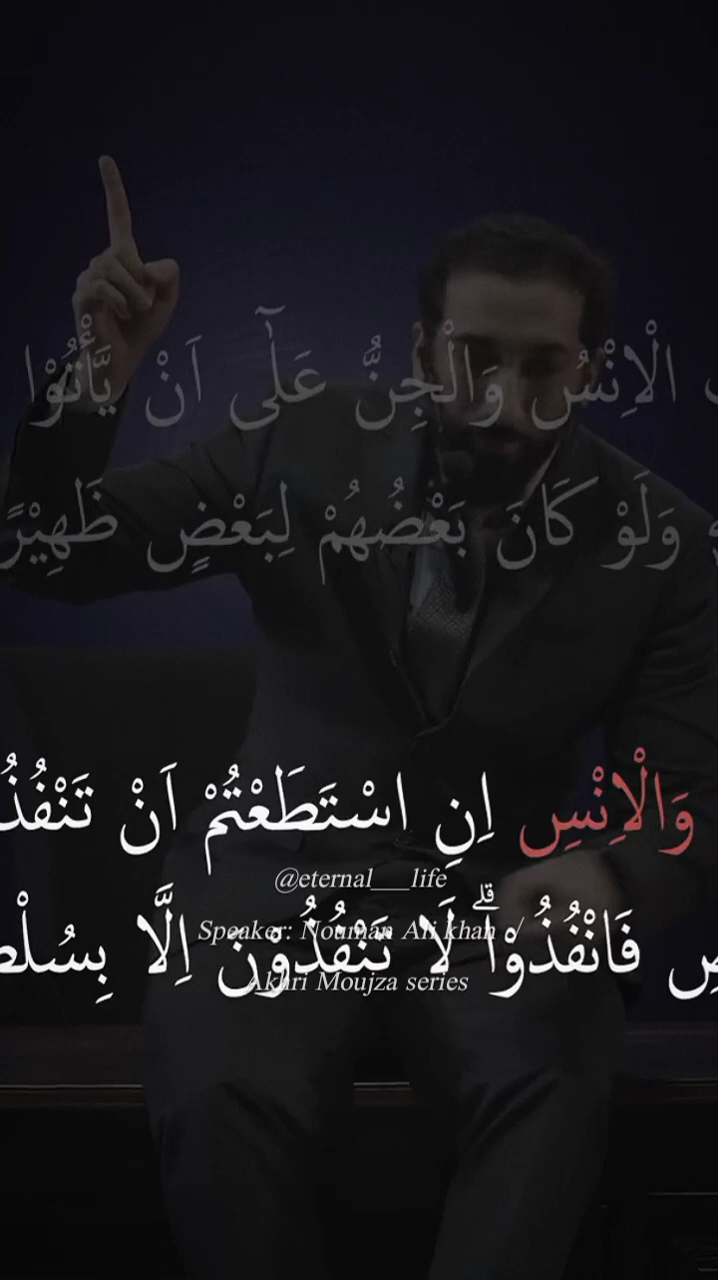 الْاِنْسُ وَالْجِنُّ عَلٰٓى اَنْ يَّاْتُوْا
وَلَوْ كَانَ بَعْضُهُمْ لِبَعْضٍ ظَهِيْرً
وَالْاِنْسِ اِنِ اسْتَطَعْتُمْ اَنْ تَنْفُذُ
@eternal___life
فَانْفُذُوْا ۗ لَا تَنْفُذُوْنَ اِلَّا بِسُلْط
Speaker: Nouman Ali khan /
Akhri Moujza series